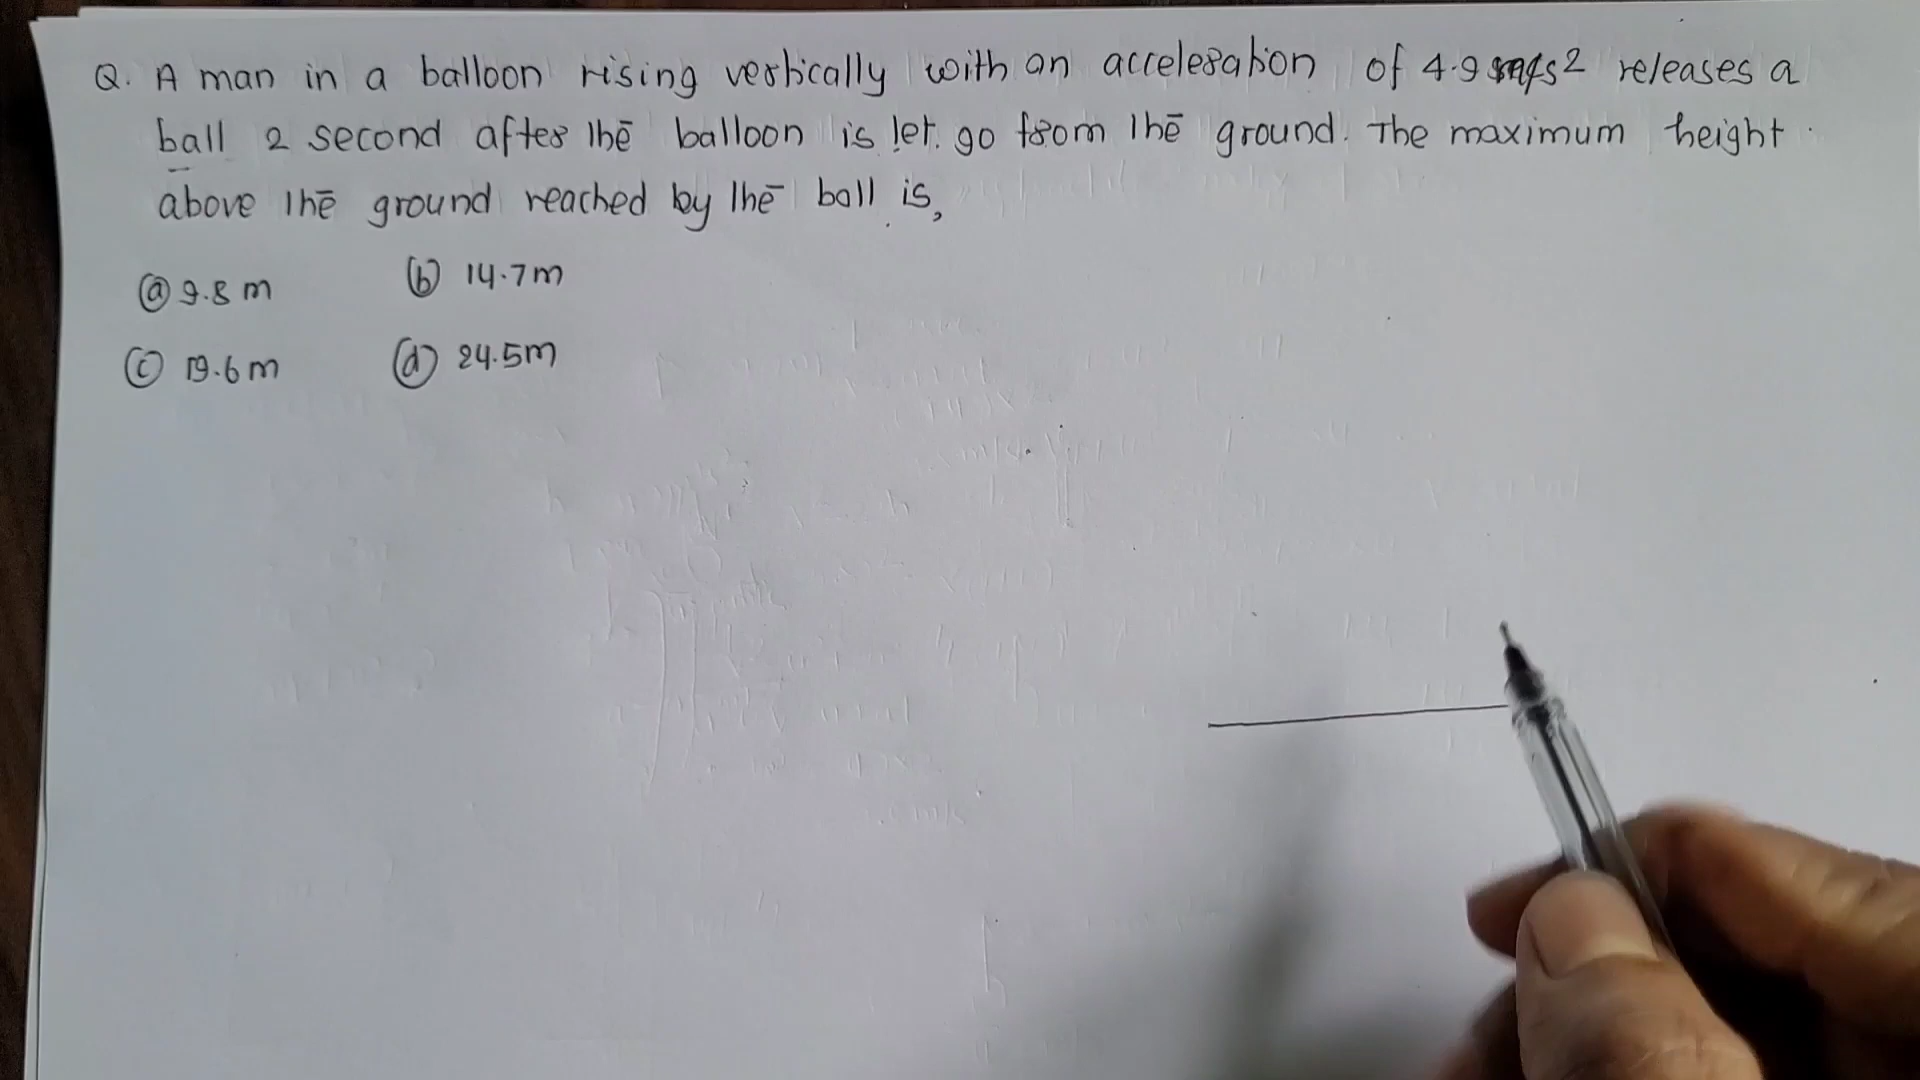 Q. A man in a balloon rising vertically with an acceleration of 4.9 m/s2 releases a
ball 2 second after the balloon is let go from the ground. The maximum height
above the ground reached by the ball is,
(a) 9.8 m (b) 14.7m
(c) 19.6 m (d) 24.5m